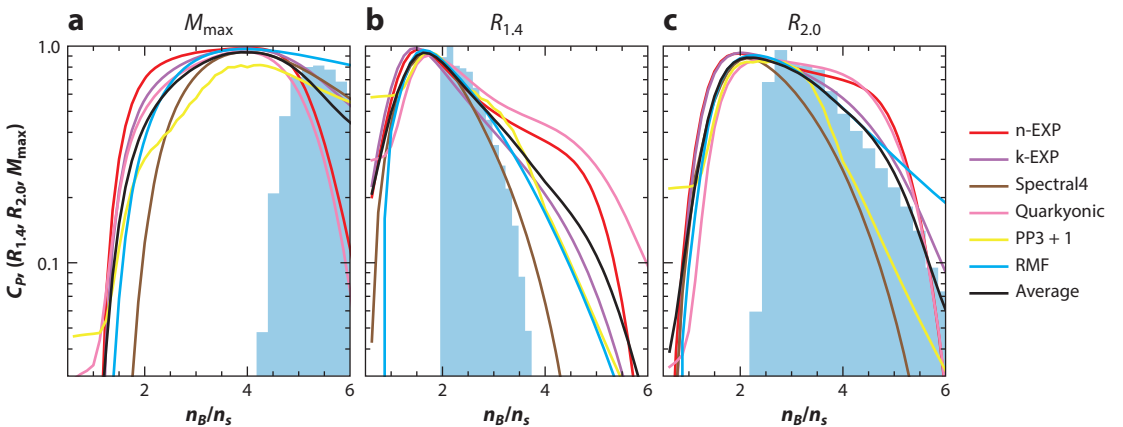 a M_max b R_1.4 c R_2.0
1.0
0.1
C_P, (R_1.4, R_2.0, M_max)
2 4 6 2 4 6 2 4 6
n_B/n_s n_B/n_s n_B/n_s
n-EXP
k-EXP
Spectral4
Quarkyonic
PP3 + 1
RMF
Average